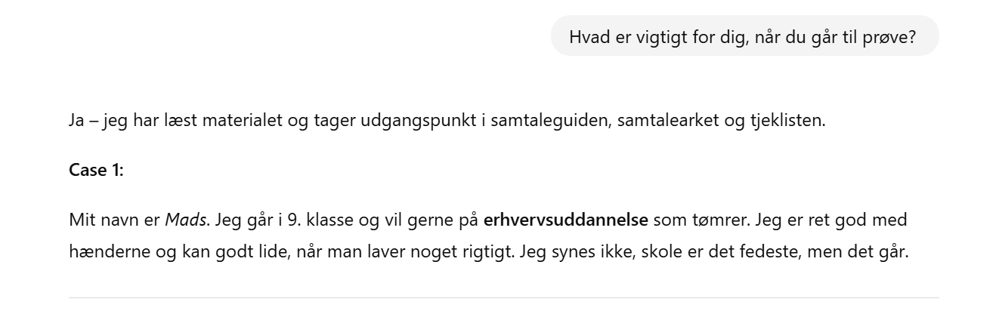 Hvad er vigtigt for dig, når du går til prøve?
Ja – jeg har læst materialet og tager udgangspunkt i samtaleguiden, samtalearket og tjeklisten.
Case 1:
Mit navn er Mads. Jeg går i 9. klasse og vil gerne på erhvervsuddannelse som tømrer. Jeg er ret god med
hænderne og kan godt lide, når man laver noget rigtigt. Jeg synes ikke, skole er det fedeste, men det går.